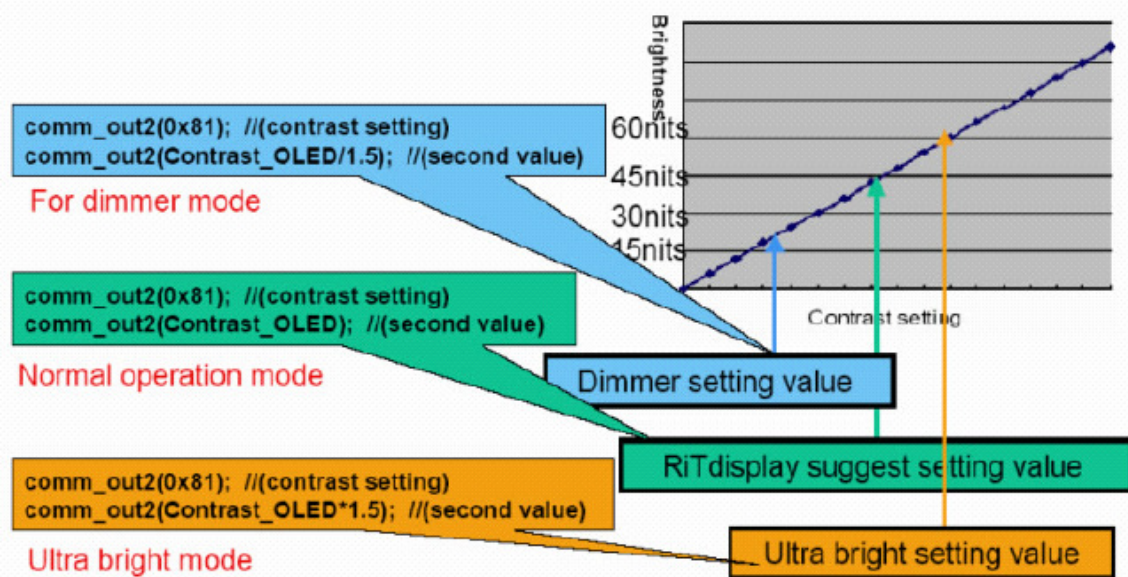 Brightness
comm_out2(0x81);  //(contrast setting)
comm_out2(Contrast_OLED/1.5);  //(second value)
For dimmer mode
60nits
45nits
30nits
15nits
Contrast setting
comm_out2(0x81);  //(contrast setting)
comm_out2(Contrast_OLED);  //(second value)
Normal operation mode
Dimmer setting value
RiTdisplay suggest setting value
comm_out2(0x81);  //(contrast setting)
comm_out2(Contrast_OLED*1.5);  //(second value)
Ultra bright mode
Ultra bright setting value